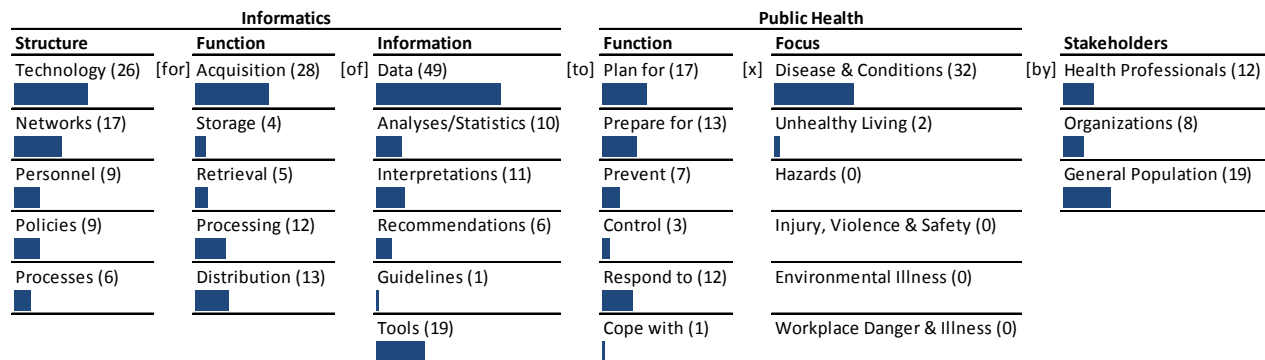 Informatics Public Health
Structure Function Information Function Focus Stakeholders
Technology (26) [for] Acquisition (28) [of] Data (49) [to] Plan for (17) [x] Disease & Conditions (32) [by] Health Professionals (12)
Networks (17) Storage (4) Analyses/Statistics (10) Prepare for (13) Unhealthy Living (2) Organizations (8)
Personnel (9) Retrieval (5) Interpretations (11) Prevent (7) Hazards (0) General Population (19)
Policies (9) Processing (12) Recommendations (6) Control (3) Injury, Violence & Safety (0)
Processes (6) Distribution (13) Guidelines (1) Respond to (12) Environmental Illness (0)
Tools (19) Cope with (1) Workplace Danger & Illness (0)